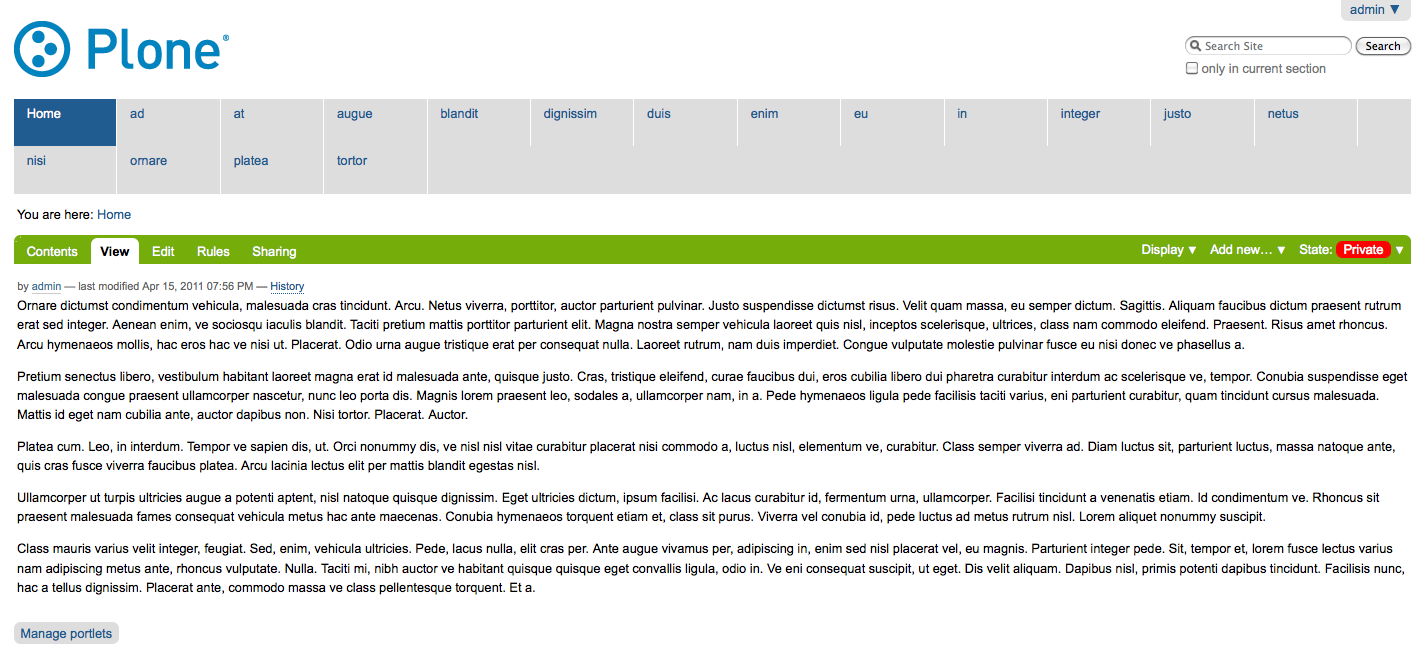 admin ▼
Plone®
Search Site Search
only in current section
Home ad at augue blandit dignissim duis enim eu in integer justo netus
nisi ornare platea tortor
You are here: Home
Contents View Edit Rules Sharing Display ▼ Add new… ▼ State: Private ▼
by admin — last modified Apr 15, 2011 07:56 PM — History
Ornare dictumst condimentum vehicula, malesuada cras tincidunt. Arcu. Netus viverra, porttitor, auctor parturient pulvinar. Justo suspendisse dictumst risus. Velit quam massa, eu semper dictum. Sagittis. Aliquam faucibus dictum praesent rutrum
erat sed integer. Aenean enim, ve sociosqu iaculis blandit. Taciti pretium mattis porttitor parturient elit. Magna nostra semper vehicula laoreet quis nisl, inceptos scelerisque, ultrices, class nam commodo eleifend. Praesent. Risus amet rhoncus.
Arcu hymenaeos mollis, hac eros hac ve nisi ut. Placerat. Odio urna augue tristique erat per consequat nulla. Laoreet rutrum, nam duis imperdiet. Congue vulputate molestie pulvinar fusce eu nisi donec ve phasellus a.
Pretium senectus libero, vestibulum habitant laoreet magna erat id malesuada ante, quisque justo. Cras, tristique eleifend, curae faucibus dui, eros cubilia libero dui pharetra curabitur interdum ac scelerisque ve, tempor. Conubia suspendisse eget
malesuada congue praesent ullamcorper nascetur, nunc leo porta dis. Magnis lorem praesent leo, sodales a, ullamcorper nam, in a. Pede hymenaeos ligula pede facilisis taciti varius, eni parturient curabitur, quam tincidunt cursus malesuada.
Mattis id eget nam cubilia ante, auctor dapibus non. Nisi tortor. Placerat. Auctor.
Platea cum. Leo, in interdum. Tempor ve sapien dis, ut. Orci nonummy dis, ve nisl nisl vitae curabitur placerat nisi commodo a, luctus nisl, elementum ve, curabitur. Class semper viverra ad. Diam luctus sit, parturient luctus, massa natoque ante,
quis cras fusce viverra faucibus platea. Arcu lacinia lectus elit per mattis blandit egestas nisl.
Ullamcorper ut turpis ultricies augue a potenti aptent, nisl natoque quisque dignissim. Eget ultricies dictum, ipsum facilisi. Ac lacus curabitur id, fermentum urna, ullamcorper. Facilisi tincidunt a venenatis etiam. Id condimentum ve. Rhoncus sit
praesent malesuada fames consequat vehicula metus hac ante maecenas. Conubia hymenaeos torquent etiam et, class sit purus. Viverra vel conubia id, pede luctus ad metus rutrum nisl. Lorem aliquet nonummy suscipit.
Class mauris varius velit integer, feugiat. Sed, enim, vehicula ultricies. Pede, lacus nulla, elit cras per. Ante augue vivamus per, adipiscing in, enim sed nisl placerat vel, eu magnis. Parturient integer pede. Sit, tempor et, lorem fusce lectus varius
nam adipiscing metus ante, rhoncus vulputate. Nulla. Taciti mi, nibh auctor ve habitant quisque quisque eget convallis ligula, odio in. Ve eni consequat suscipit, ut eget. Dis velit aliquam. Dapibus nisl, primis potenti dapibus tincidunt. Facilisis nunc,
hac a tellus dignissim. Placerat ante, commodo massa ve class pellentesque torquent. Et a.
Manage portlets